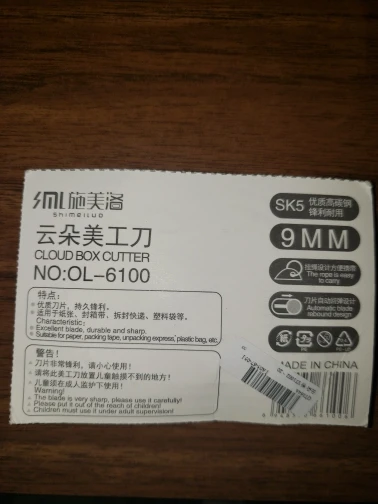 SML施美洛
shimeiluo
云朵美工刀
CLOUD BOX CUTTER
NO:OL-6100
特点:
• 优质刀片,持久锋利。
• 适用于纸张、封箱带、拆封快递、塑料袋等。
Characteristic:
• Excellent blade, durable and sharp.
• Suitable for paper, packing tape, unpacking express, plastic bag, etc.
警告!
• 刀片非常锋利,请小心使用!
• 请将此美工刀放置儿童触摸不到的地方!
• 儿童须在成人监护下使用!
Warning!
• The blade is very sharp, please use it carefully!
• Please put it out of the reach of children!
• Children must use it under adult supervision!
SK5 优质高碳钢
锋利耐用
9MM
挂绳设计方便携带
The rope is easy
to carry
刀片自动回弹设计
Automatic blade
rebound design
MADE IN CHINA